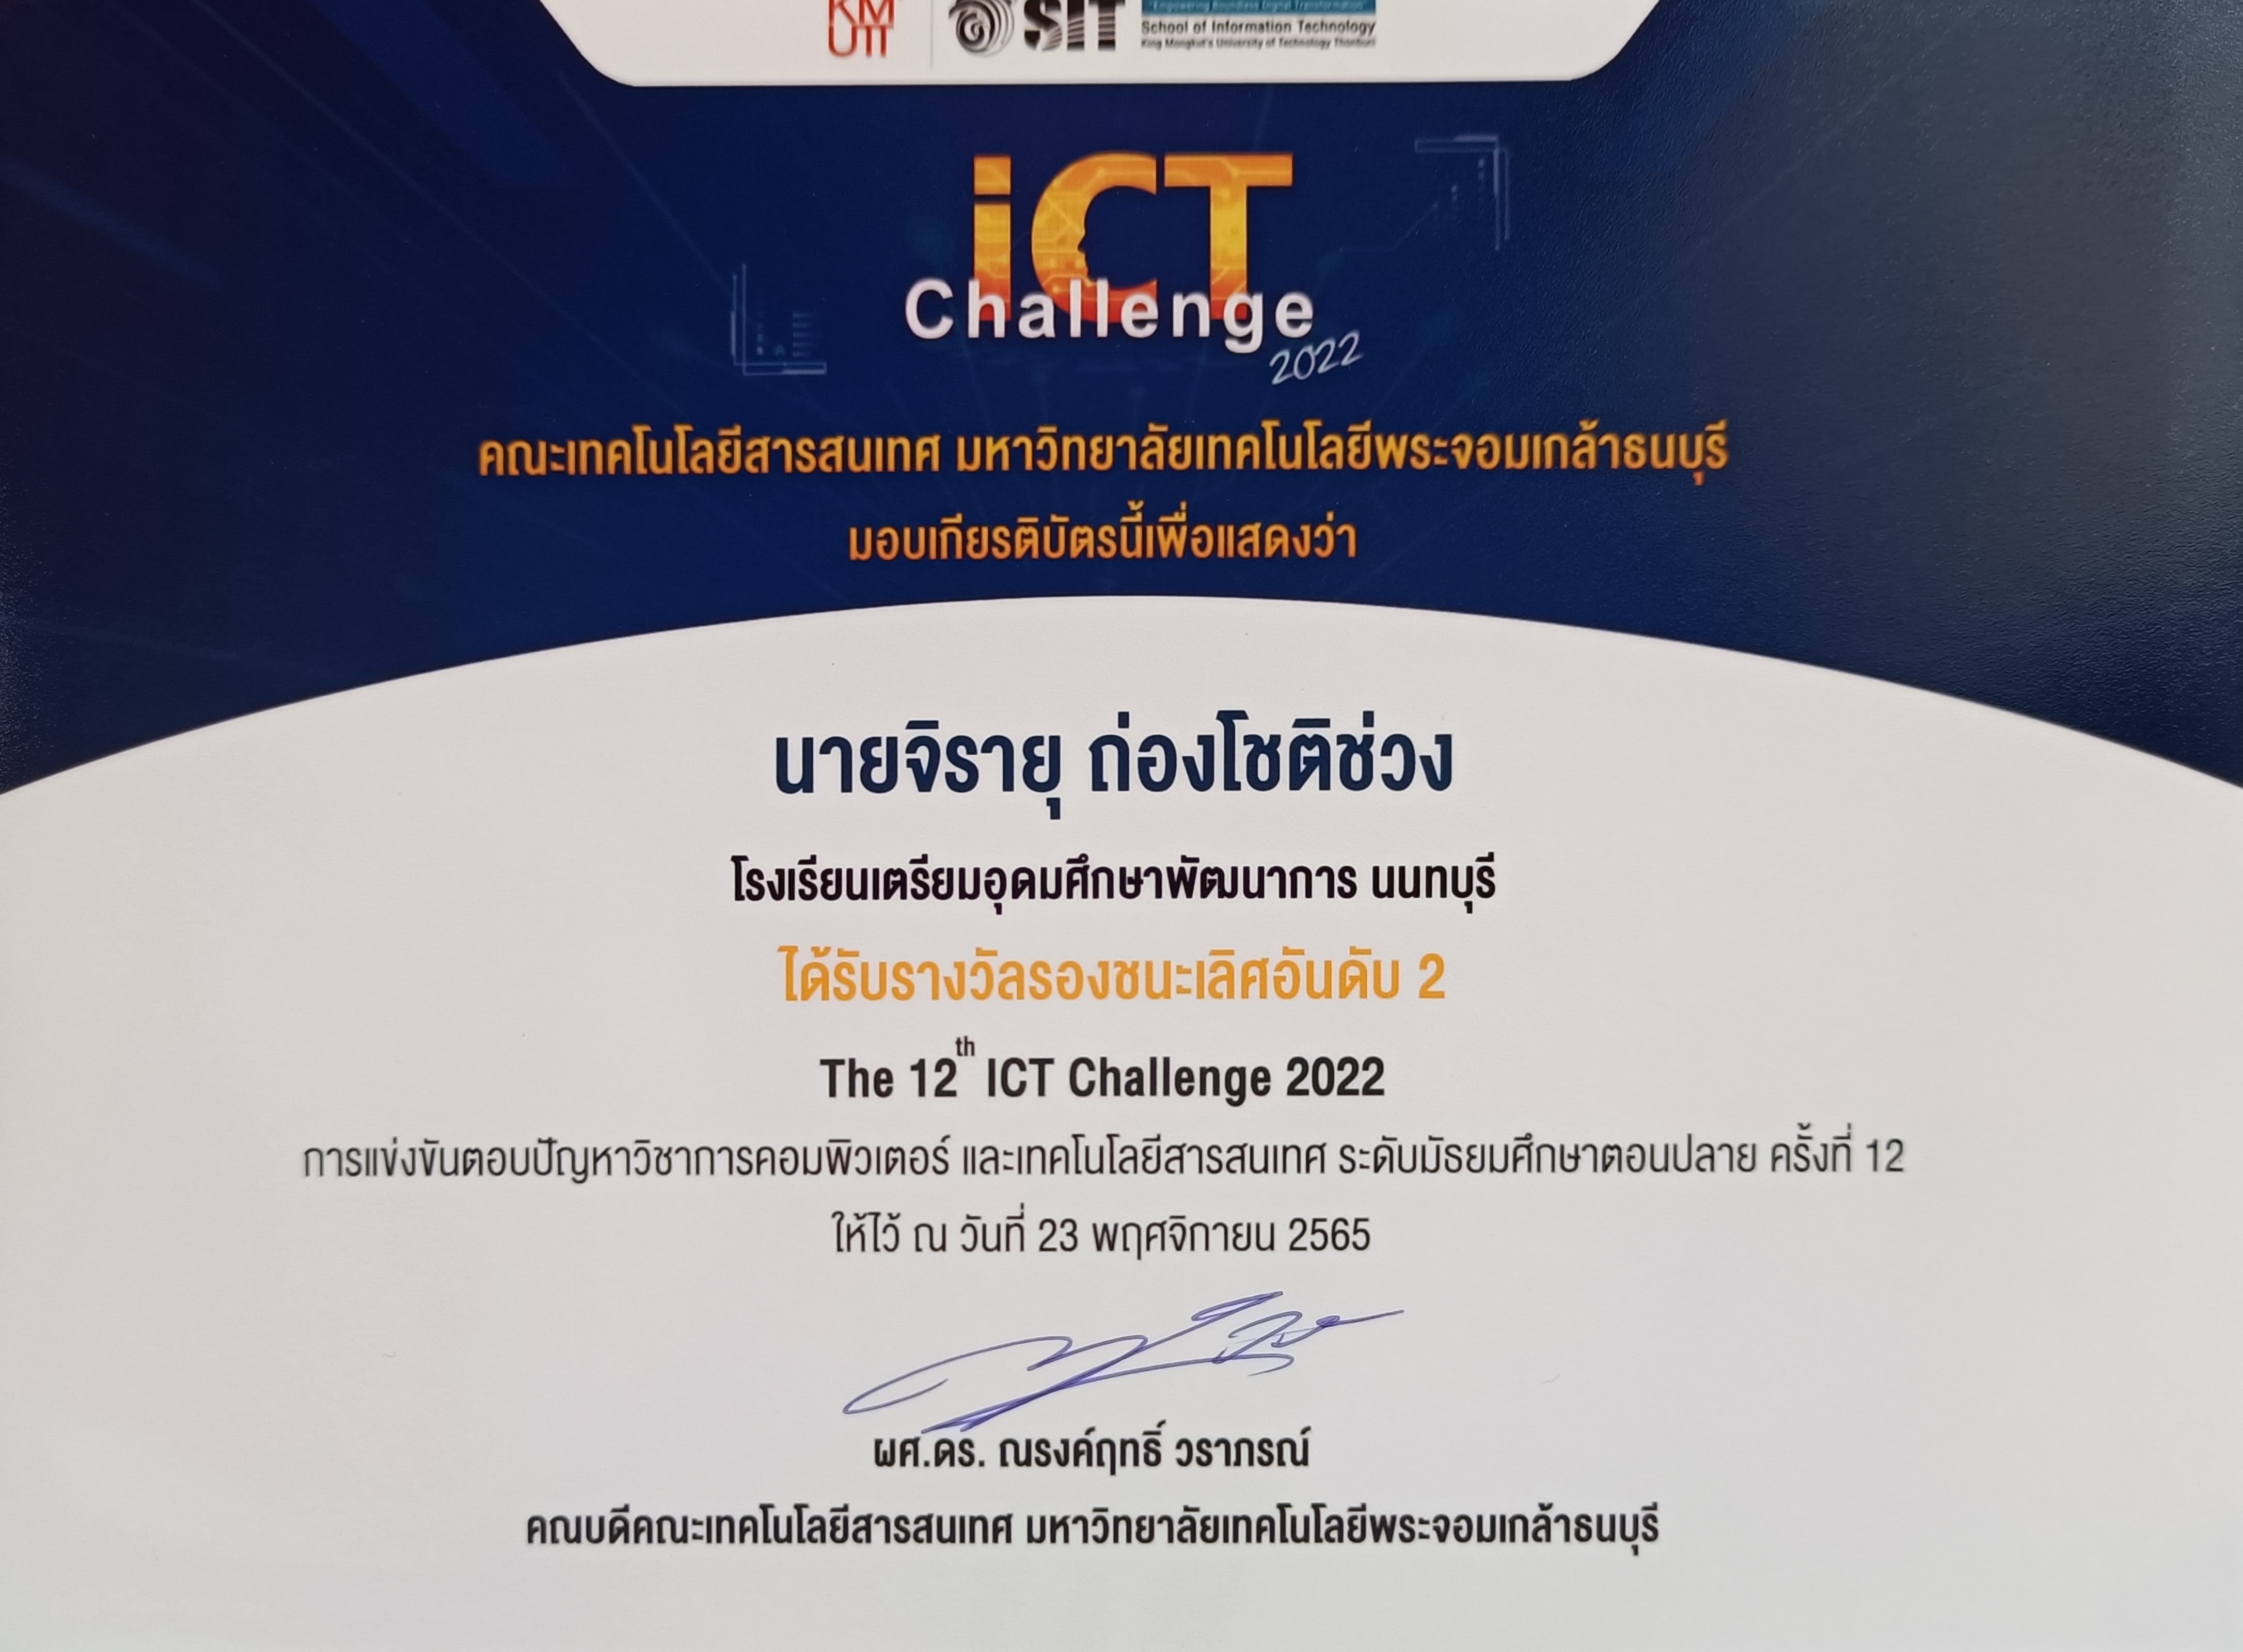 KMUTT
SIT
"Empowering Boundless Digital Transformation"
School of Information Technology
King Mongkut's University of Technology Thonburi
iCT
Challenge
2022
คณะเทคโนโลยีสารสนเทศ มหาวิทยาลัยเทคโนโลยีพระจอมเกล้าธนบุรี
มอบเกียรติบัตรนี้เพื่อแสดงว่า
นายจิรายุ ถ่องโชติช่วง
โรงเรียนเตรียมอุดมศึกษาพัฒนาการ นนทบุรี
ได้รับรางวัลรองชนะเลิศอันดับ 2
The 12th ICT Challenge 2022
การแข่งขันตอบปัญหาวิชาการคอมพิวเตอร์ และเทคโนโลยีสารสนเทศ ระดับมัธยมศึกษาตอนปลาย ครั้งที่ 12
ให้ไว้ ณ วันที่ 23 พฤศจิกายน 2565
ผศ.ดร. ณรงค์ฤทธิ์ วราภรณ์
คณบดีคณะเทคโนโลยีสารสนเทศ มหาวิทยาลัยเทคโนโลยีพระจอมเกล้าธนบุรี